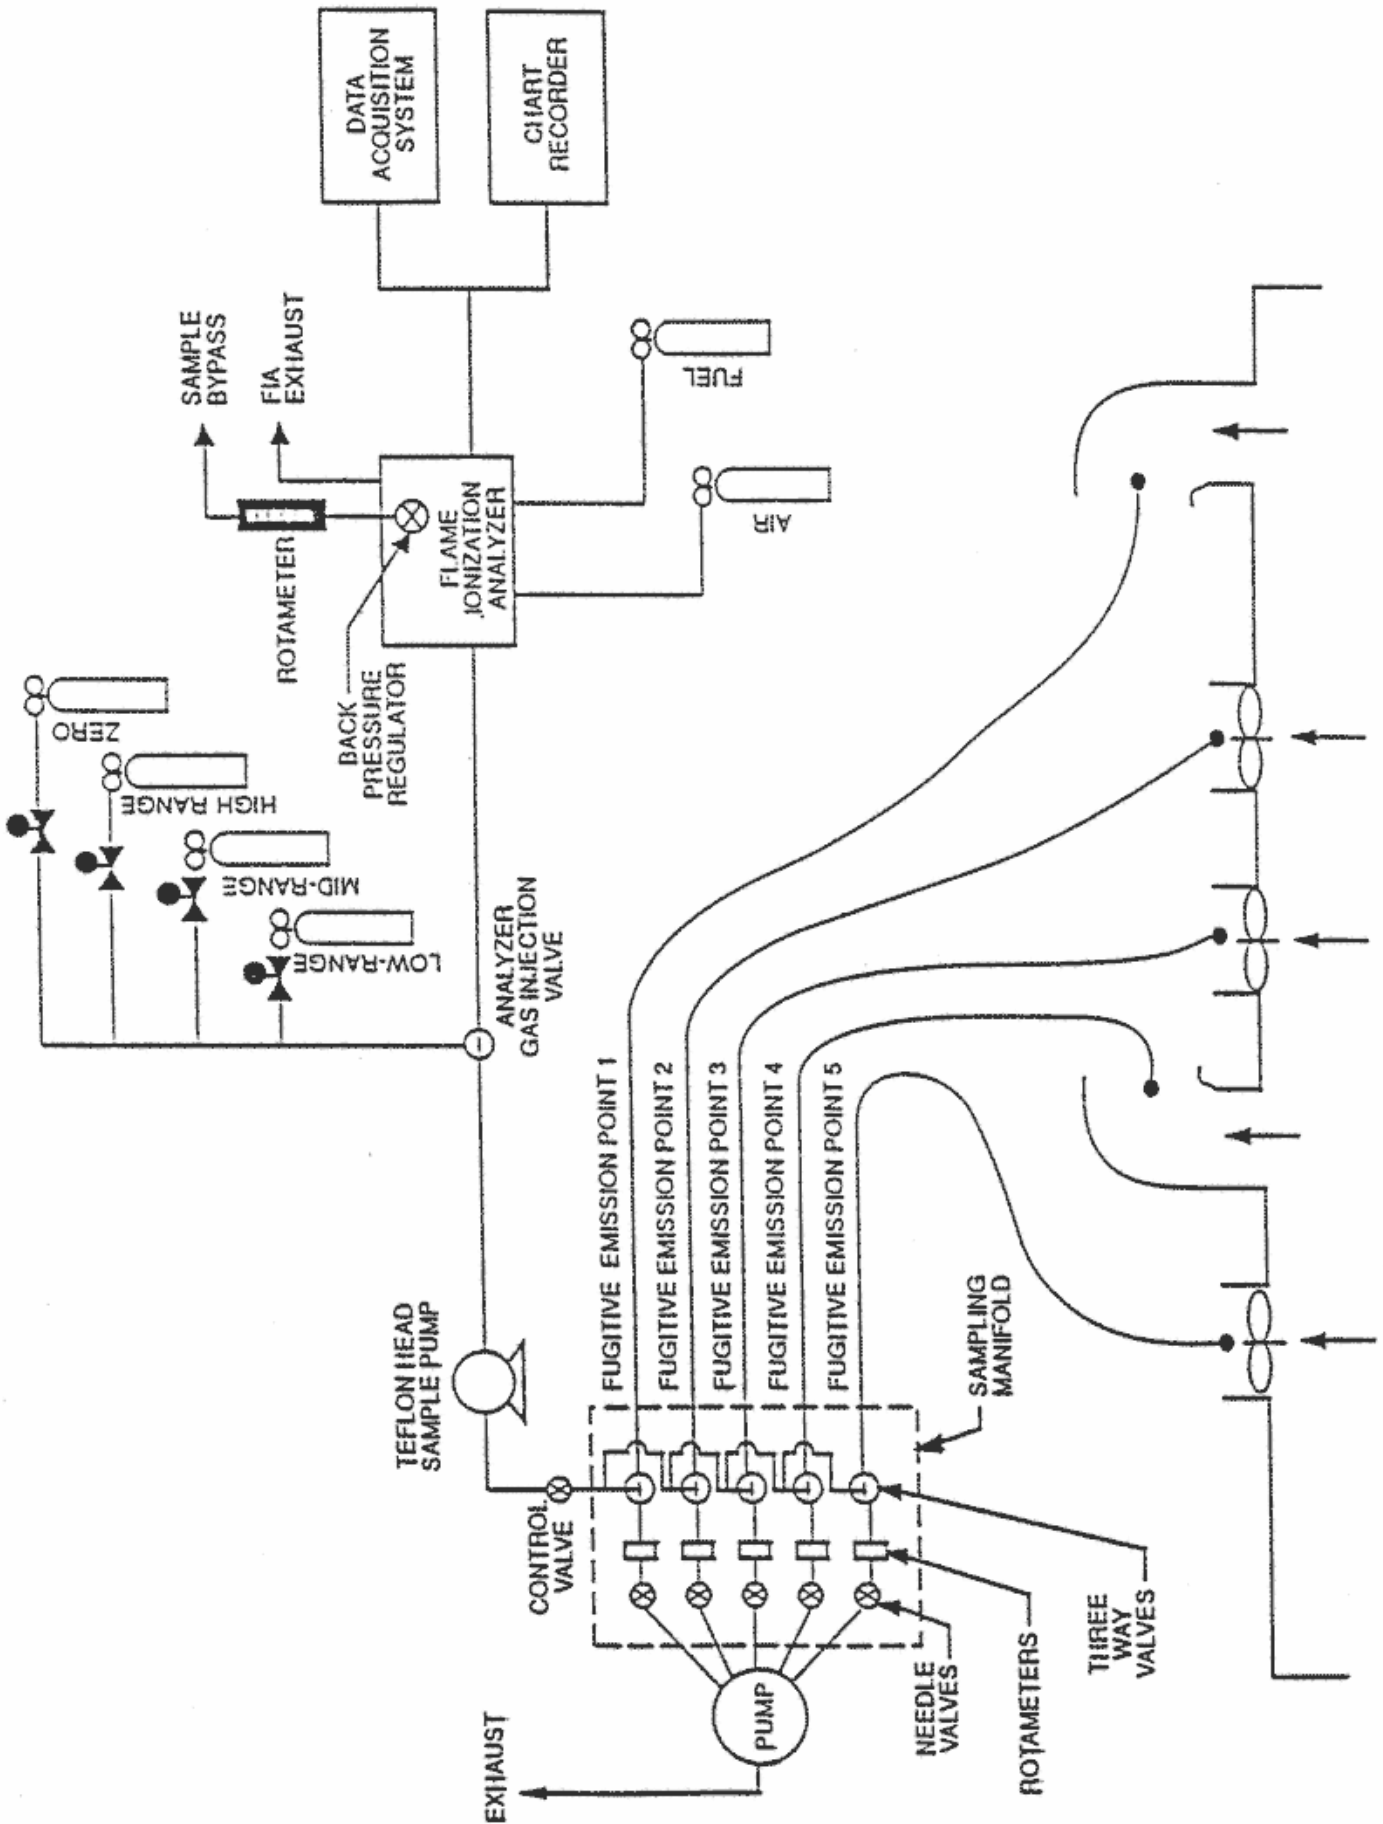 DATA
ACQUISITION
SYSTEM
CHART
RECORDER
SAMPLE
BYPASS
FIA
EXHAUST
ROTAMETER
BACK
PRESSURE
REGULATOR
FLAME
IONIZATION
ANALYZER
FUEL
AIR
ZERO
HIGH RANGE
MID-RANGE
LOW-RANGE
ANALYZER
GAS INJECTION
VALVE
TEFLON HEAD
SAMPLE PUMP
CONTROL
VALVE
FUGITIVE EMISSION POINT 1
FUGITIVE EMISSION POINT 2
FUGITIVE EMISSION POINT 3
FUGITIVE EMISSION POINT 4
FUGITIVE EMISSION POINT 5
SAMPLING
MANIFOLD
EXHAUST
PUMP
NEEDLE
VALVES
ROTAMETERS
THREE
WAY
VALVES